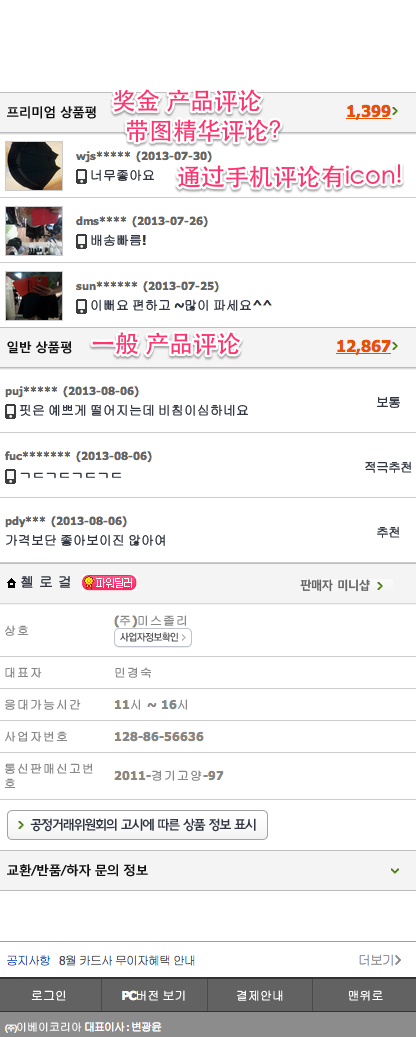 프리미엄 상품평 奖金 产品评论 1,399
带图精华评论?
wjs***** (2013-07-30)
너무좋아요 通过手机评论有icon!
dms**** (2013-07-26)
배송빠름!
sun****** (2013-07-25)
이뻐요 편하고 ~많이 파세요^^
일반 상품평 一般 产品评论 12,867
puj***** (2013-08-06)
핏은 예쁘게 떨어지는데 비침이심하네요 보통
fuc******* (2013-08-06)
ㄱㄷㄱㄷㄱㄷㄱㄷ 적극추천
pdy*** (2013-08-06)
가격보단 좋아보이진 않아여 추천
첼로걸 파워딜러 판매자 미니샵
상호 (주)미스졸리
사업자정보확인
대표자 민경숙
응대가능시간 11시 ~ 16시
사업자번호 128-86-56636
통신판매신고번호 2011-경기고양-97
공정거래위원회의 고시에 따른 상품 정보 표시
교환/반품/하자 문의 정보
공지사항 8월 카드사 무이자혜택 안내 더보기
로그인 PC버전 보기 결제안내 맨위로
(주)이베이코리아 대표이사 : 변광윤